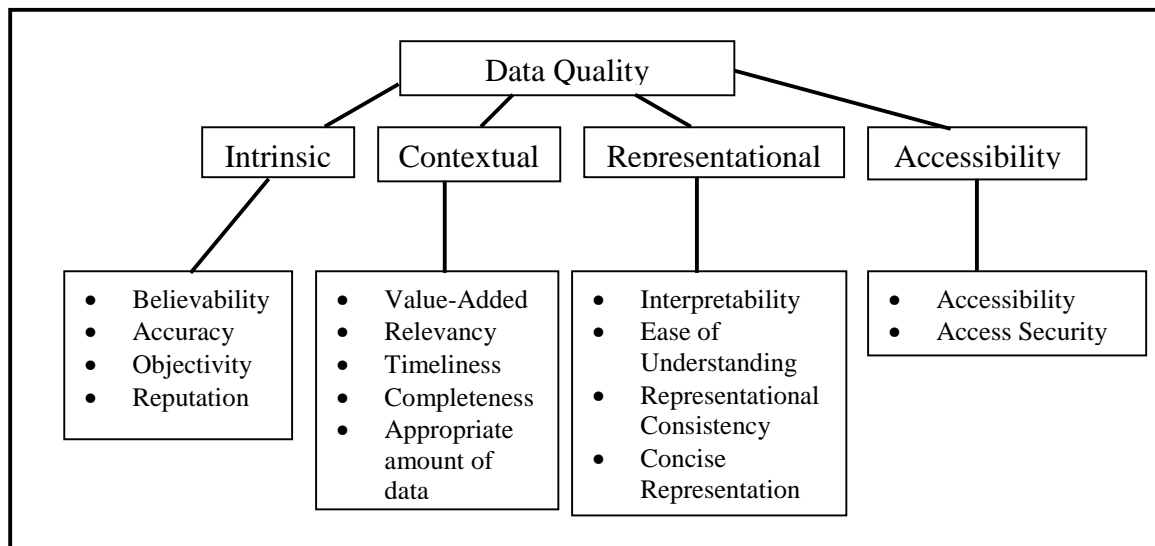 Data Quality
Intrinsic
Contextual
Representational
Accessibility
• Believability
• Accuracy
• Objectivity
• Reputation
• Value-Added
• Relevancy
• Timeliness
• Completeness
• Appropriate
amount of
data
• Interpretability
• Ease of
Understanding
• Representational
Consistency
• Concise
Representation
• Accessibility
• Access Security